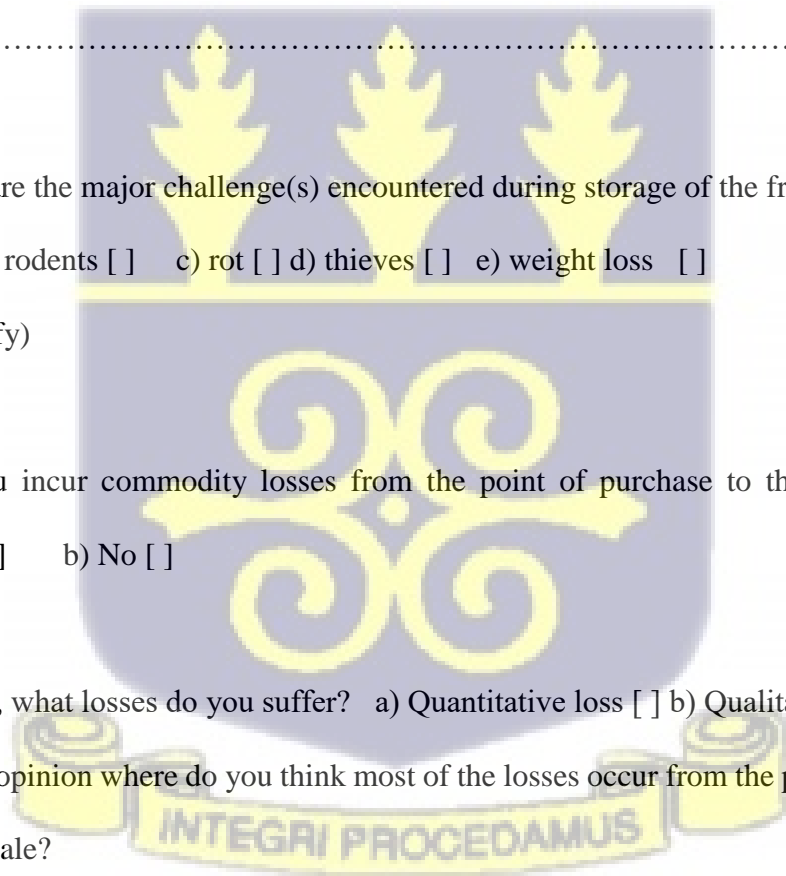 ................................................................................
are the major challenge(s) encountered during storage of the fr
rodents [ ] c) rot [ ] d) thieves [ ] e) weight loss [ ]
fy)
u incur commodity losses from the point of purchase to th
] b) No [ ]
, what losses do you suffer? a) Quantitative loss [ ] b) Qualita
opinion where do you think most of the losses occur from the p
ale?
INTEGRI PROCEDAMUS